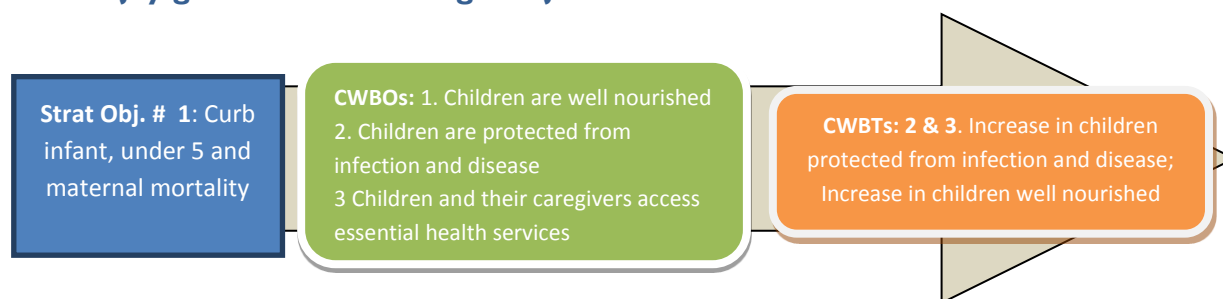 Strat Obj. # 1: Curb
infant, under 5 and
maternal mortality
CWBOs: 1. Children are well nourished
2. Children are protected from
infection and disease
3 Children and their caregivers access
essential health services
CWBTs: 2 & 3. Increase in children
protected from infection and disease;
Increase in children well nourished